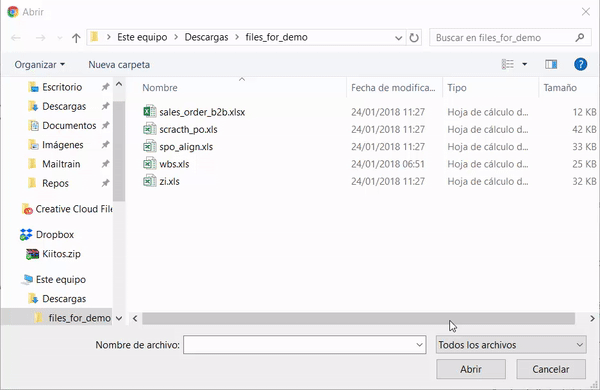 Abrir
Este equipo > Descargas > files_for_demo
Buscar en files_for_demo
Organizar
Nueva carpeta
Nombre
Fecha de modifica...
Tipo
Tamaño
Escritorio
Descargas
Documentos
Imágenes
Mailtrain
Repos
Creative Cloud File
Dropbox
Kiitos.zip
Este equipo
Descargas
files_for_demo
sales_order_b2b.xlsx 24/01/2018 11:27 Hoja de cálculo d... 12 KB
scracth_po.xls 24/01/2018 11:27 Hoja de cálculo d... 42 KB
spo_align.xls 24/01/2018 11:27 Hoja de cálculo d... 33 KB
wbs.xls 24/01/2018 06:51 Hoja de cálculo d... 25 KB
zi.xls 24/01/2018 11:27 Hoja de cálculo d... 32 KB
Nombre de archivo:
Todos los archivos
Abrir
Cancelar